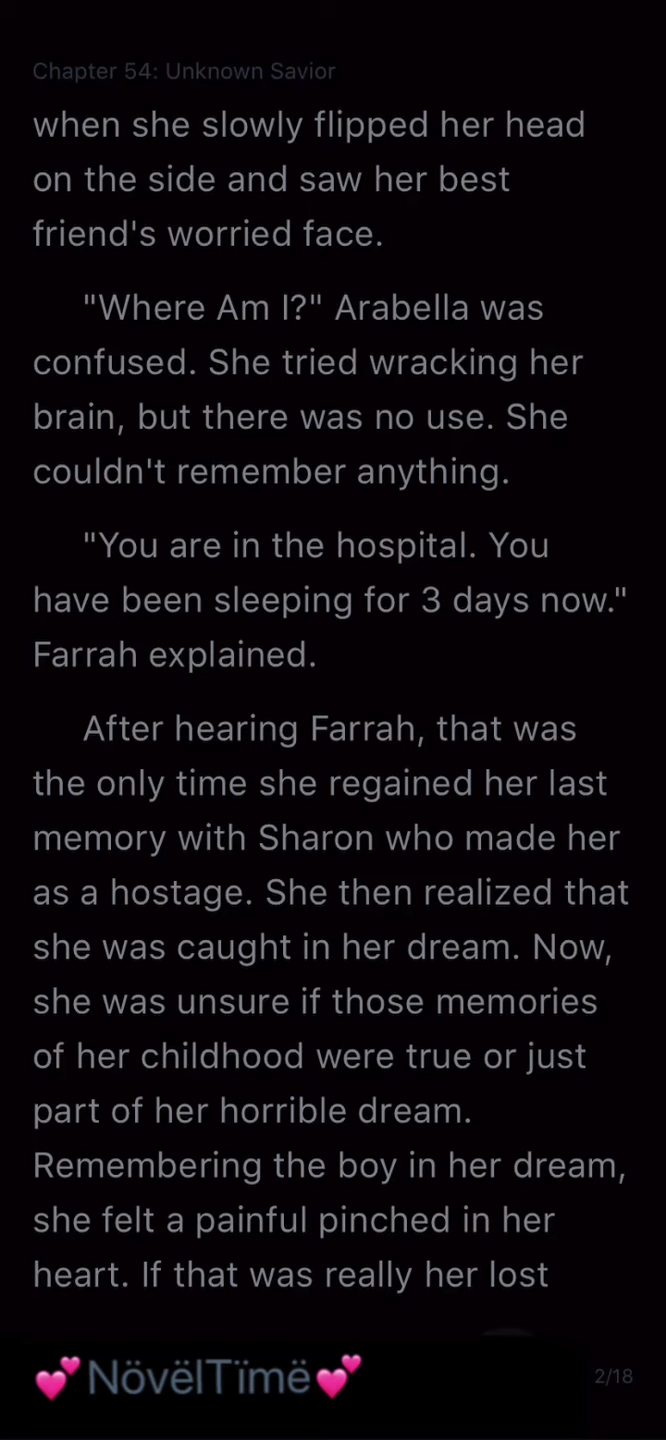 Chapter 54: Unknown Savior
when she slowly flipped her head
on the side and saw her best
friend's worried face.
"Where Am I?" Arabella was
confused. She tried wracking her
brain, but there was no use. She
couldn't remember anything.
"You are in the hospital. You
have been sleeping for 3 days now."
Farrah explained.
After hearing Farrah, that was
the only time she regained her last
memory with Sharon who made her
as a hostage. She then realized that
she was caught in her dream. Now,
she was unsure if those memories
of her childhood were true or just
part of her horrible dream.
Remembering the boy in her dream,
she felt a painful pinched in her
heart. If that was really her lost
💕NövëlTïmë💕
2/18